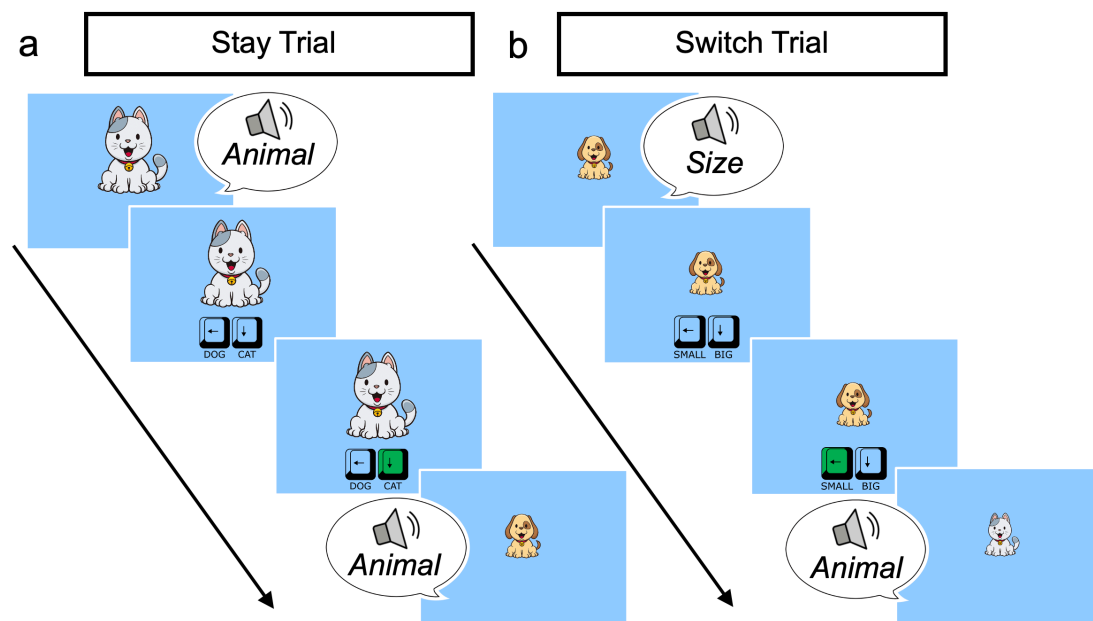 a
Stay Trial
Animal
← ↓
DOG CAT
← ↓
DOG CAT
Animal
b
Switch Trial
Size
← ↓
SMALL BIG
← ↓
SMALL BIG
Animal